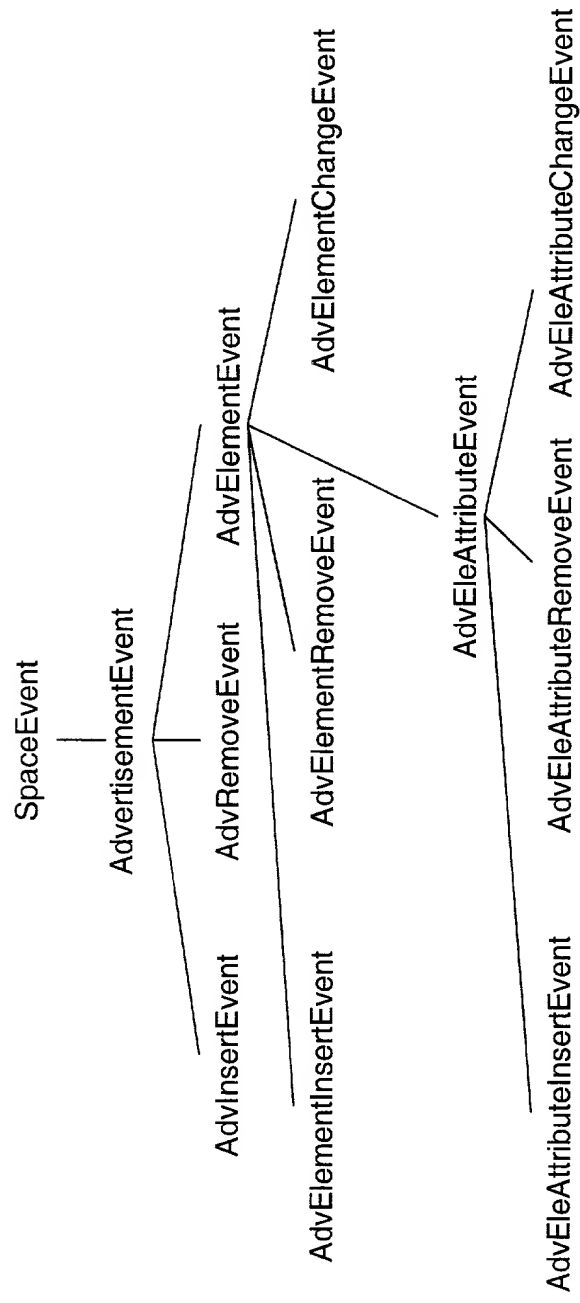 SpaceEvent
AdvertisementEvent
AdvInsertEvent
AdvRemoveEvent
AdvElementEvent
AdvElementInsertEvent
AdvElementRemoveEvent
AdvElementChangeEvent
AdvEleAttributeEvent
AdvEleAttributeInsertEvent
AdvEleAttributeRemoveEvent
AdvEleAttributeChangeEvent